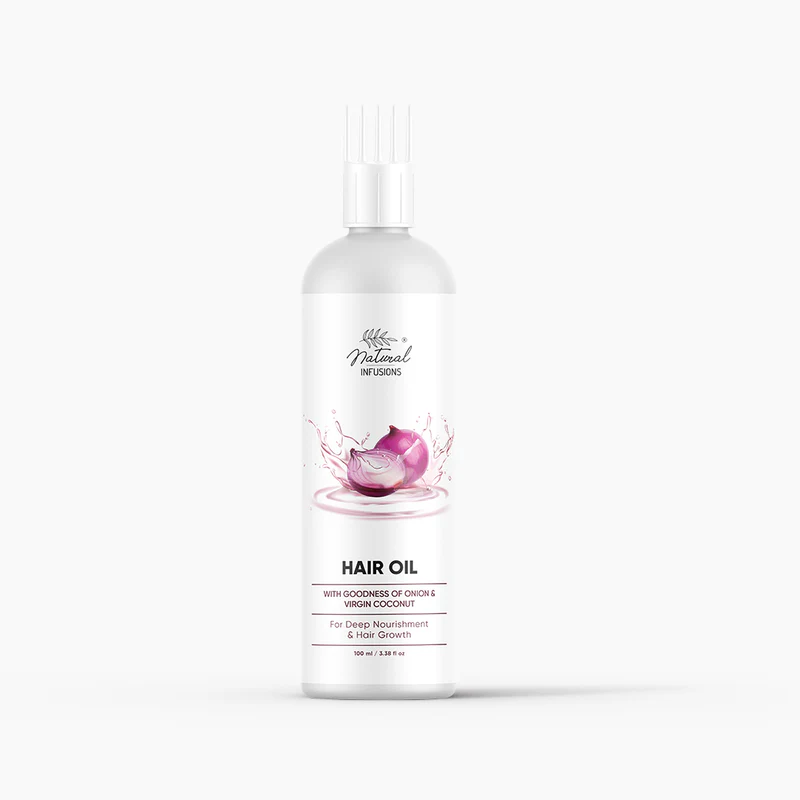 Natural
INFUSIONS
HAIR OIL
WITH GOODNESS OF ONION &
VIRGIN COCONUT
For Deep Nourishment
& Hair Growth
100 ml / 3.38 fl oz